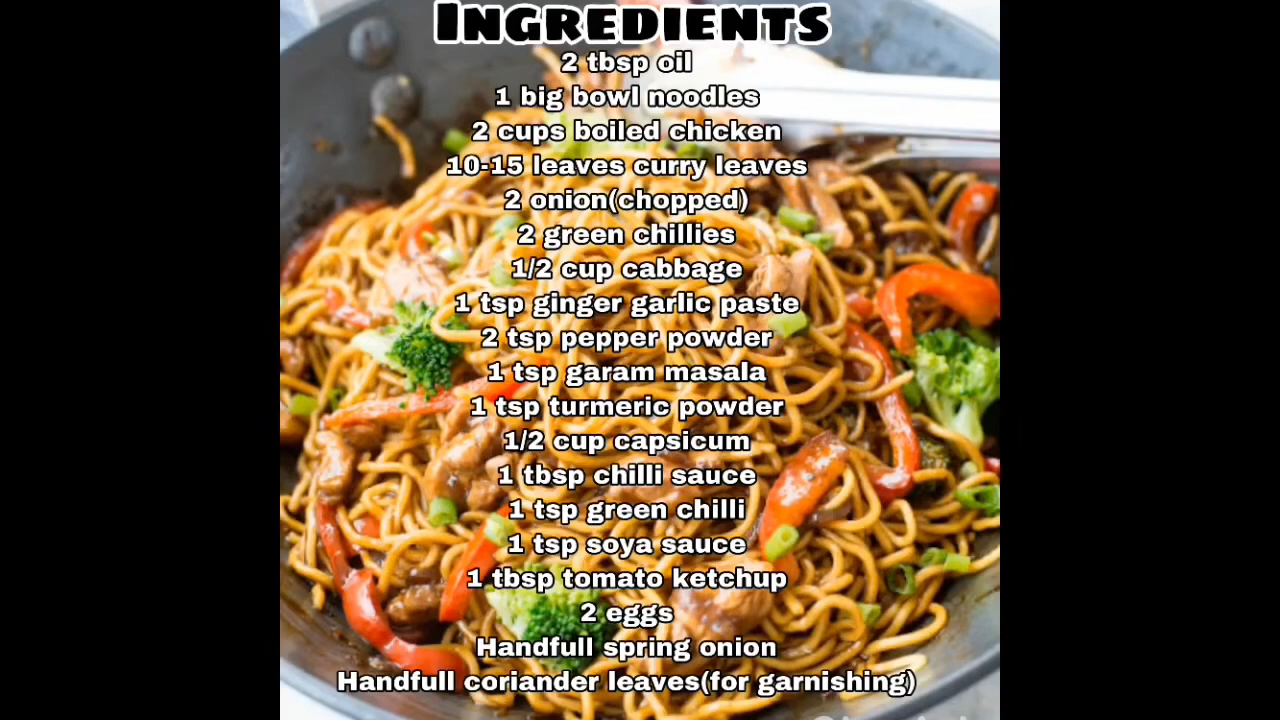 INGREDIENTS
2 tbsp oil
1 big bowl noodles
2 cups boiled chicken
10-15 leaves curry leaves
2 onion(chopped)
2 green chillies
1/2 cup cabbage
1 tsp ginger garlic paste
2 tsp pepper powder
1 tsp garam masala
1 tsp turmeric powder
1/2 cup capsicum
1 tbsp chilli sauce
1 tsp green chilli
1 tsp soya sauce
1 tbsp tomato ketchup
2 eggs
Handfull spring onion
Handfull coriander leaves(for garnishing)